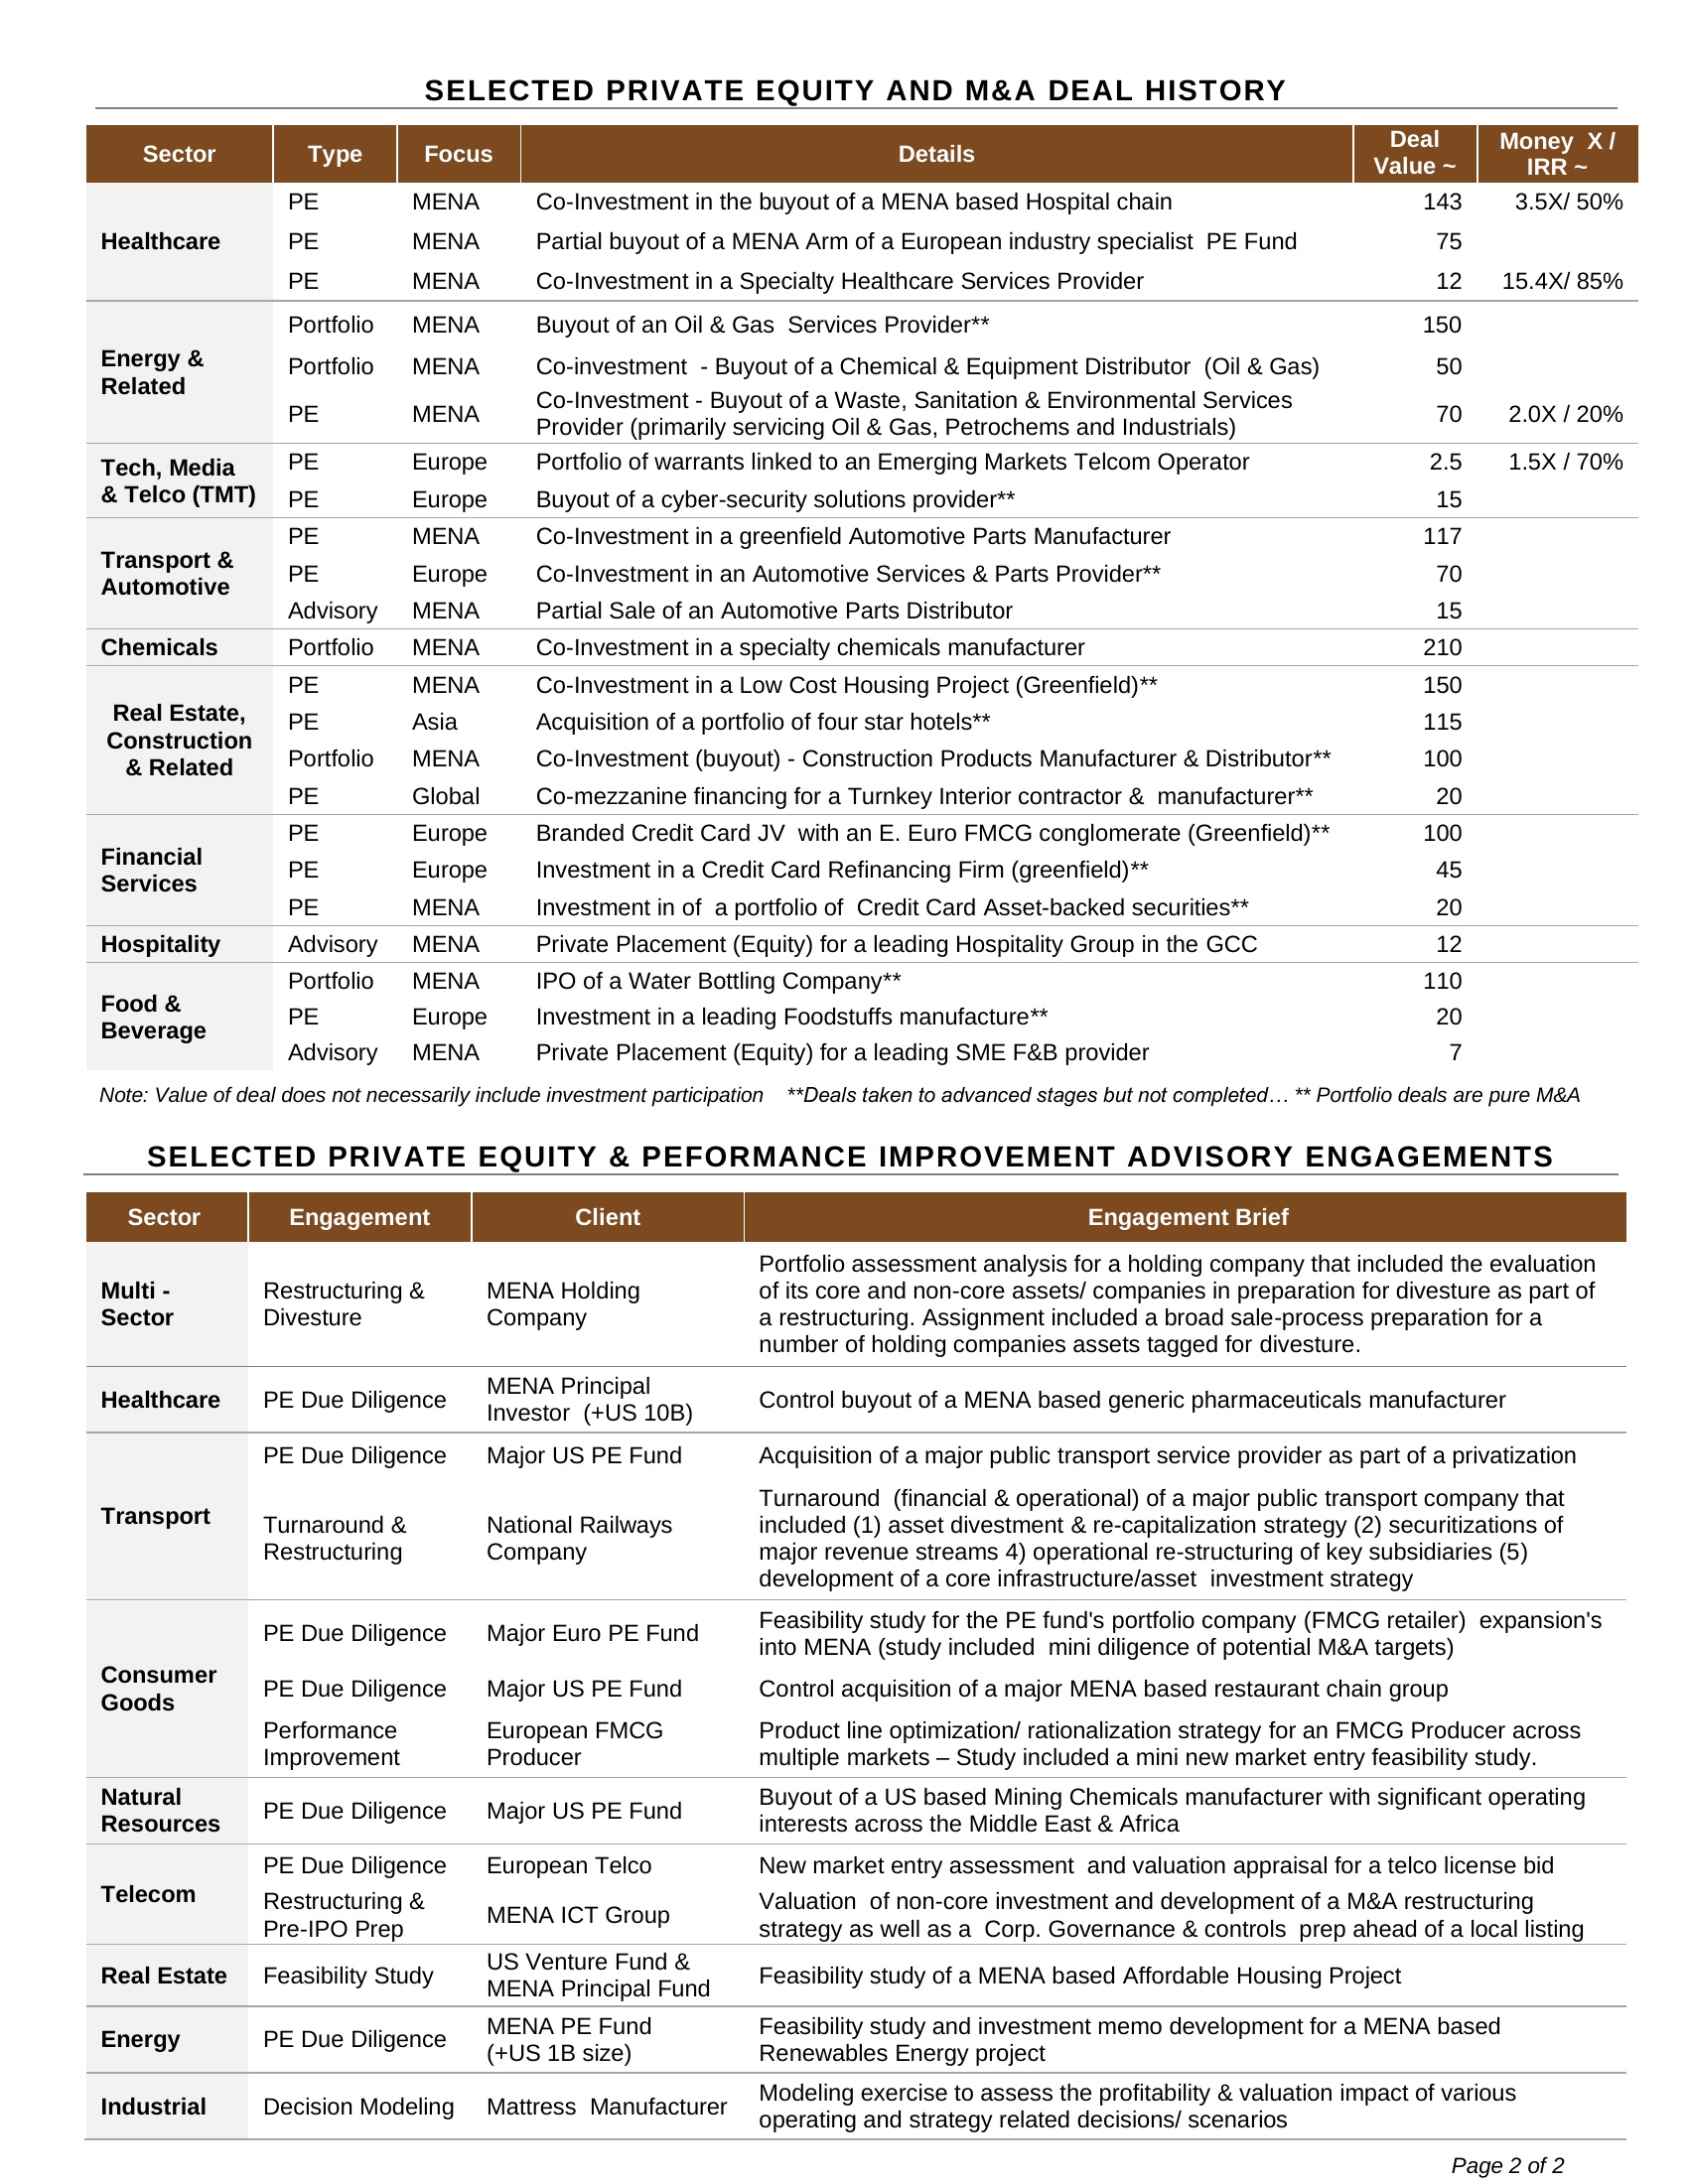 SELECTED PRIVATE EQUITY AND M&A DEAL HISTORY
Sector Type Focus Details Deal Value ~ Money X / IRR ~
Healthcare
PE MENA Co-Investment in the buyout of a MENA based Hospital chain 143 3.5X/ 50%
PE MENA Partial buyout of a MENA Arm of a European industry specialist PE Fund 75
PE MENA Co-Investment in a Specialty Healthcare Services Provider 12 15.4X/ 85%
Energy &
Related
Portfolio MENA Buyout of an Oil & Gas Services Provider** 150
Portfolio MENA Co-investment - Buyout of a Chemical & Equipment Distributor (Oil & Gas) 50
PE MENA Co-Investment - Buyout of a Waste, Sanitation & Environmental Services
Provider (primarily servicing Oil & Gas, Petrochems and Industrials) 70 2.0X / 20%
Tech, Media
& Telco (TMT)
PE Europe Portfolio of warrants linked to an Emerging Markets Telcom Operator 2.5 1.5X / 70%
PE Europe Buyout of a cyber-security solutions provider** 15
Transport &
Automotive
PE MENA Co-Investment in a greenfield Automotive Parts Manufacturer 117
PE Europe Co-Investment in an Automotive Services & Parts Provider** 70
Advisory MENA Partial Sale of an Automotive Parts Distributor 15
Chemicals Portfolio MENA Co-Investment in a specialty chemicals manufacturer 210
Real Estate,
Construction
& Related
PE MENA Co-Investment in a Low Cost Housing Project (Greenfield)** 150
PE Asia Acquisition of a portfolio of four star hotels** 115
Portfolio MENA Co-Investment (buyout) - Construction Products Manufacturer & Distributor** 100
PE Global Co-mezzanine financing for a Turnkey Interior contractor & manufacturer** 20
Financial
Services
PE Europe Branded Credit Card JV with an E. Euro FMCG conglomerate (Greenfield)** 100
PE Europe Investment in a Credit Card Refinancing Firm (greenfield)** 45
PE MENA Investment in of a portfolio of Credit Card Asset-backed securities** 20
Hospitality Advisory MENA Private Placement (Equity) for a leading Hospitality Group in the GCC 12
Food &
Beverage
Portfolio MENA IPO of a Water Bottling Company** 110
PE Europe Investment in a leading Foodstuffs manufacture** 20
Advisory MENA Private Placement (Equity) for a leading SME F&B provider 7
Note: Value of deal does not necessarily include investment participation **Deals taken to advanced stages but not completed… ** Portfolio deals are pure M&A
SELECTED PRIVATE EQUITY & PEFORMANCE IMPROVEMENT ADVISORY ENGAGEMENTS
Sector Engagement Client Engagement Brief
Multi -
Sector
Restructuring &
Divesture
MENA Holding
Company
Portfolio assessment analysis for a holding company that included the evaluation
of its core and non-core assets/ companies in preparation for divesture as part of
a restructuring. Assignment included a broad sale-process preparation for a
number of holding companies assets tagged for divesture.
Healthcare PE Due Diligence
MENA Principal
Investor (+US 10B)
Control buyout of a MENA based generic pharmaceuticals manufacturer
Transport
PE Due Diligence Major US PE Fund Acquisition of a major public transport service provider as part of a privatization
Turnaround &
Restructuring
National Railways
Company
Turnaround (financial & operational) of a major public transport company that
included (1) asset divestment & re-capitalization strategy (2) securitizations of
major revenue streams 4) operational re-structuring of key subsidiaries (5)
development of a core infrastructure/asset investment strategy
Consumer
Goods
PE Due Diligence Major Euro PE Fund
Feasibility study for the PE fund's portfolio company (FMCG retailer) expansion's
into MENA (study included mini diligence of potential M&A targets)
PE Due Diligence Major US PE Fund Control acquisition of a major MENA based restaurant chain group
Performance
Improvement
European FMCG
Producer
Product line optimization/ rationalization strategy for an FMCG Producer across
multiple markets – Study included a mini new market entry feasibility study.
Natural
Resources
PE Due Diligence Major US PE Fund
Buyout of a US based Mining Chemicals manufacturer with significant operating
interests across the Middle East & Africa
Telecom
PE Due Diligence European Telco New market entry assessment and valuation appraisal for a telco license bid
Restructuring &
Pre-IPO Prep
MENA ICT Group
Valuation of non-core investment and development of a M&A restructuring
strategy as well as a Corp. Governance & controls prep ahead of a local listing
Real Estate Feasibility Study
US Venture Fund &
MENA Principal Fund
Feasibility study of a MENA based Affordable Housing Project
Energy PE Due Diligence
MENA PE Fund
(+US 1B size)
Feasibility study and investment memo development for a MENA based
Renewables Energy project
Industrial Decision Modeling Mattress Manufacturer
Modeling exercise to assess the profitability & valuation impact of various
operating and strategy related decisions/ scenarios
Page 2 of 2